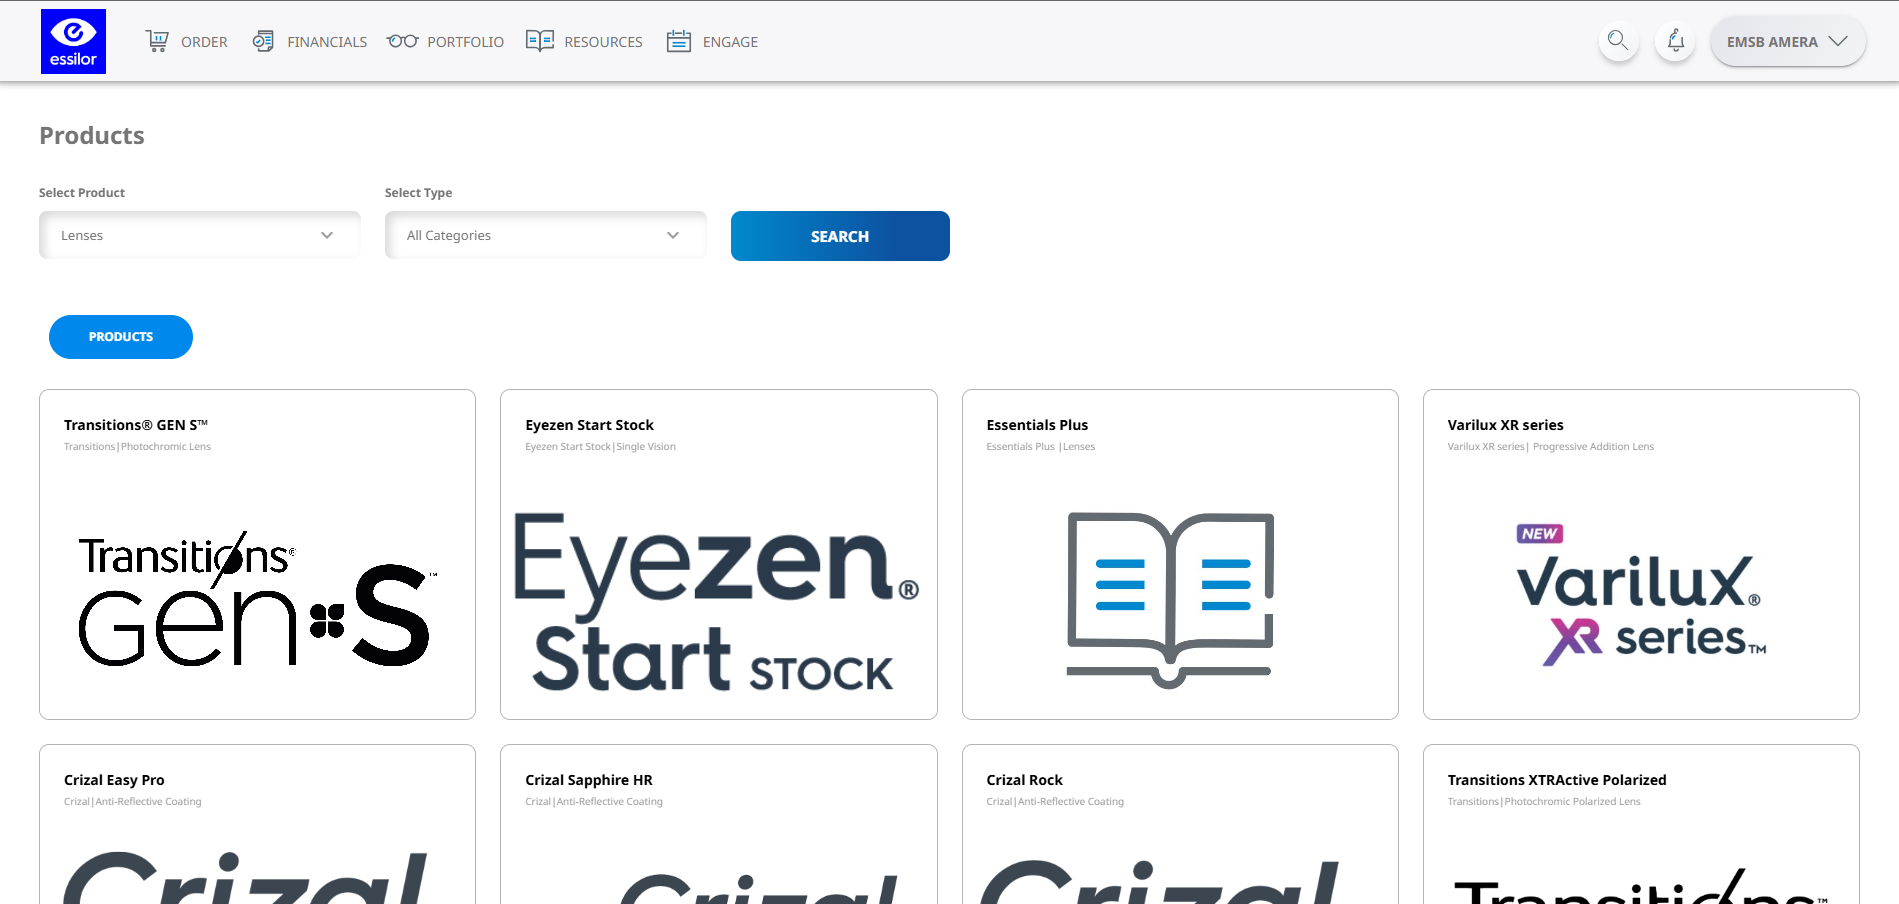 essilor
ORDER
FINANCIALS
PORTFOLIO
RESOURCES
ENGAGE
EMSB AMERA
Products
Select Product
Select Type
Lenses
All Categories
SEARCH
PRODUCTS
Transitions® GEN S™
Transitions|Photochromic Lens
Transitions®
gen S™
Eyezen Start Stock
Eyezen Start Stock|Single Vision
Eyezen®
Start STOCK
Essentials Plus
Essentials Plus |Lenses
Varilux XR series
Varilux XR series| Progressive Addition Lens
NEW
varilux®
XR series™
Crizal Easy Pro
Crizal|Anti-Reflective Coating
Crizal
Crizal Sapphire HR
Crizal|Anti-Reflective Coating
Crizal
Crizal Rock
Crizal|Anti-Reflective Coating
Crizal
Transitions XTRActive Polarized
Transitions|Photochromic Polarized Lens
Transitions™